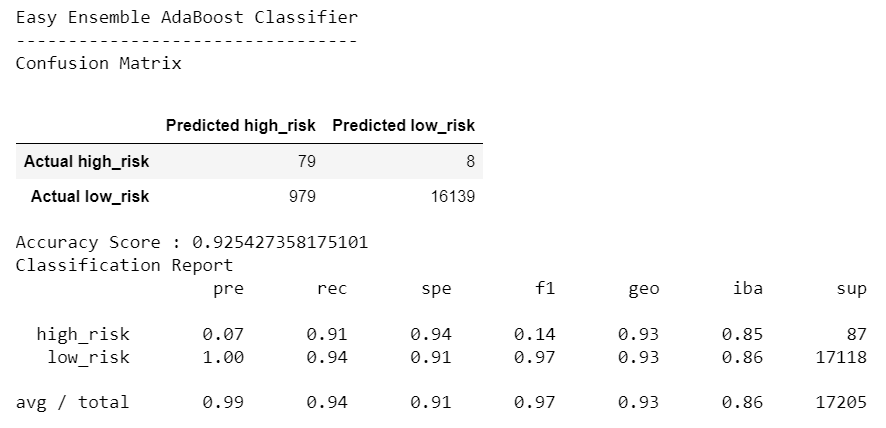 Easy Ensemble AdaBoost Classifier
---------------------------------
Confusion Matrix
Predicted high_risk Predicted low_risk
Actual high_risk 79 8
Actual low_risk 979 16139
Accuracy Score : 0.925427358175101
Classification Report
pre rec spe f1 geo iba sup
high_risk 0.07 0.91 0.94 0.14 0.93 0.85 87
low_risk 1.00 0.94 0.91 0.97 0.93 0.86 17118
avg / total 0.99 0.94 0.91 0.97 0.93 0.86 17205